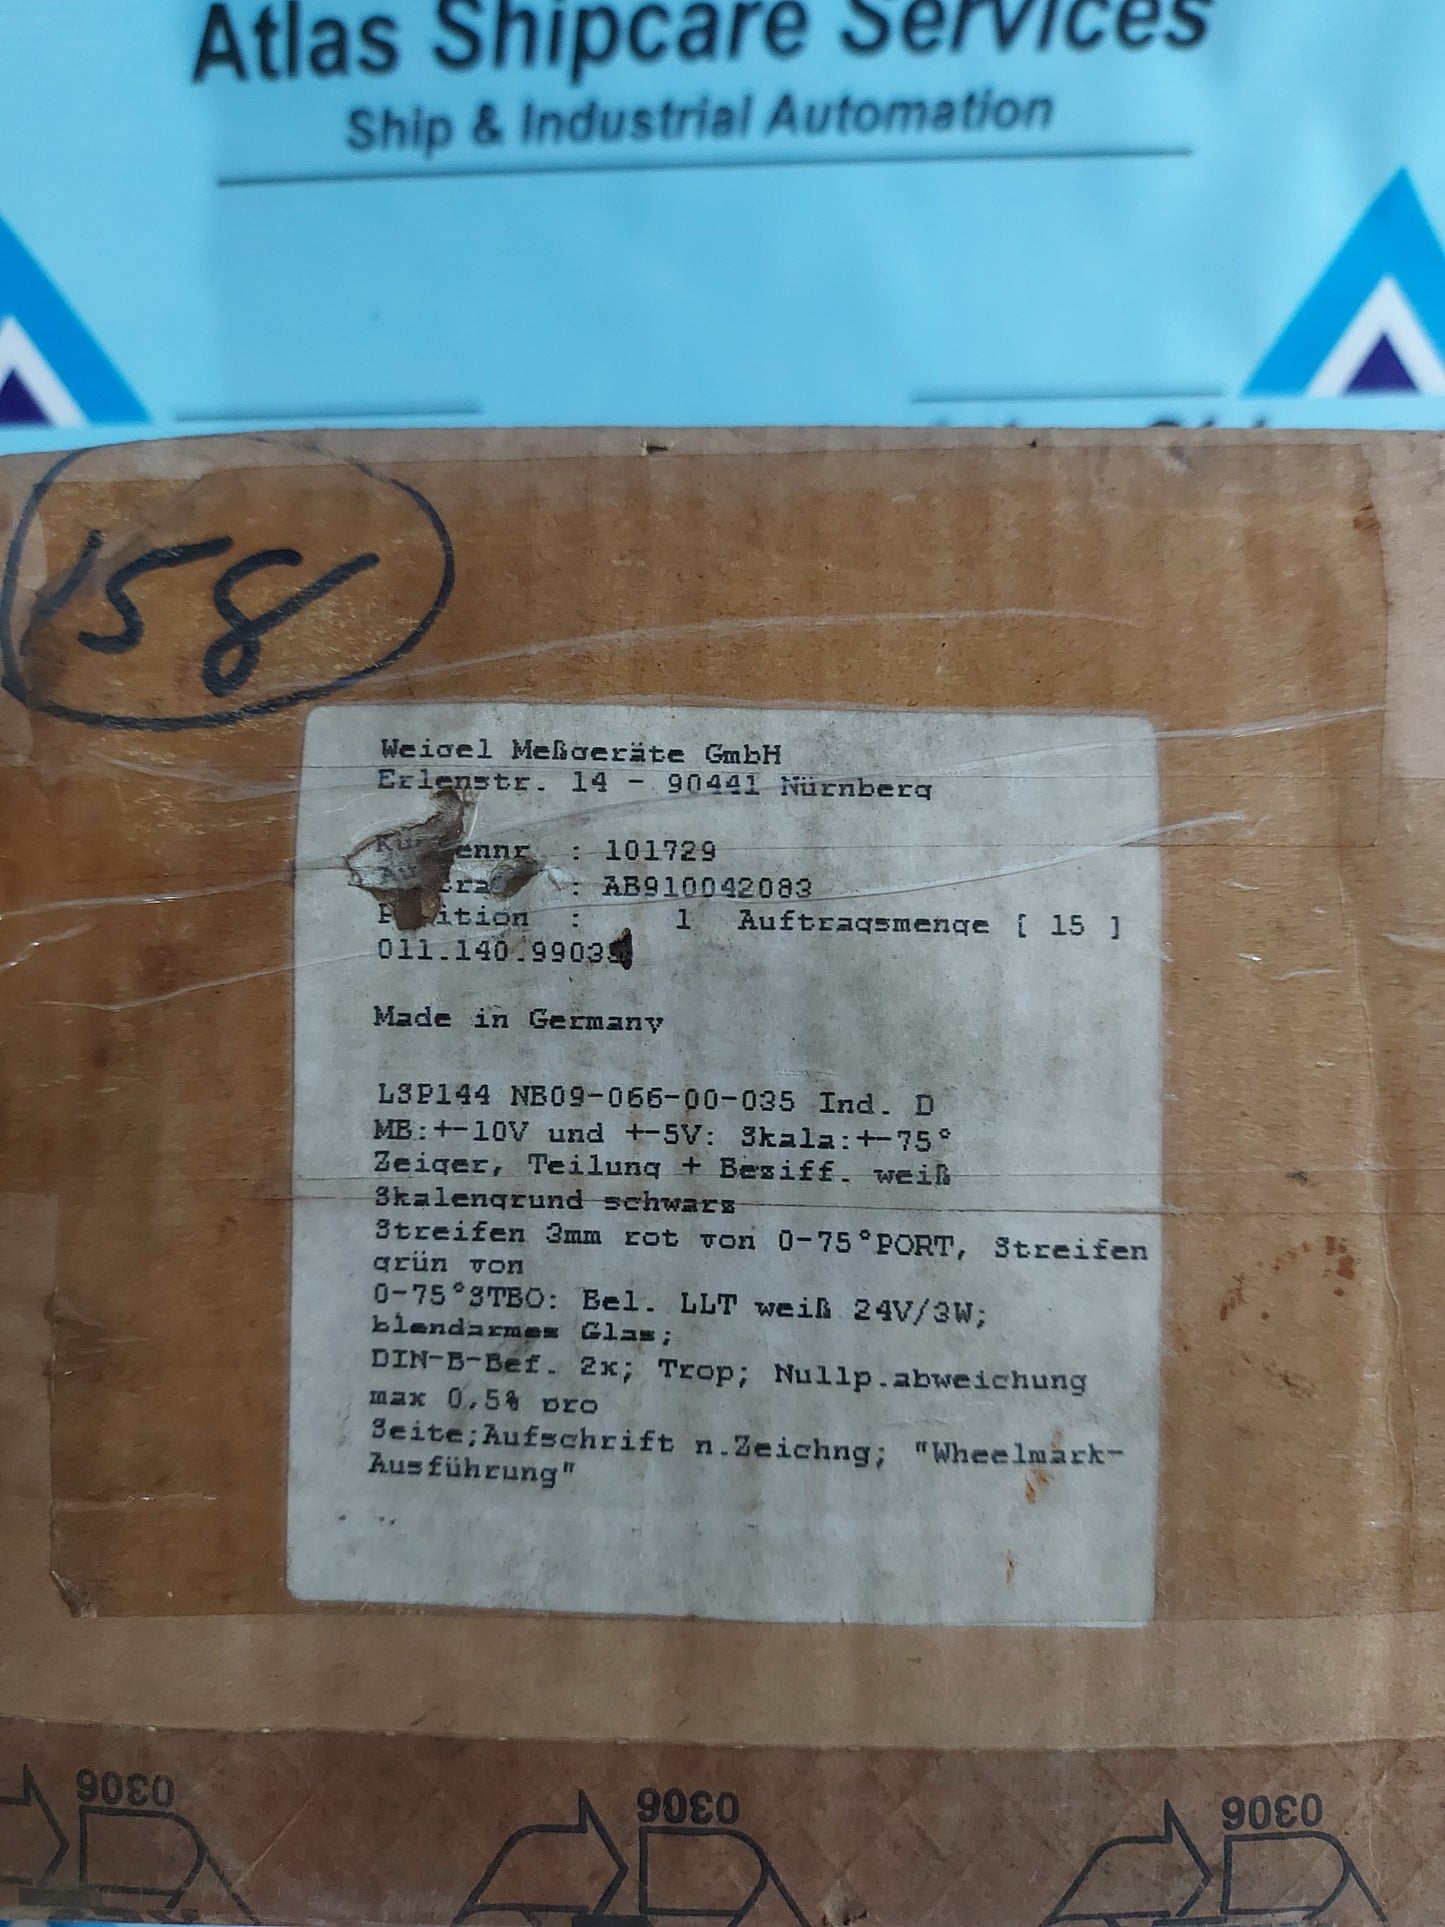 Atlas Shipcare Services
Ship & Industrial Automation
158
Weigel Meßgeräte GmbH
Erlenstr. 14 - 90441 Nürnberg
: 101729
: AB910042083
Position : 1 Auftragsmenge [ 15 ]
Made in Germany
LSP144 NB09-066-00-035 Ind. D
MB:+-10V und +-5V: Skala:+-75°
Zeiger, Teilung + Beziff. weiß
Skalengrund schwarz
Streifen 3mm rot von 0-75°PORT, Streifen
grün von
0-75°STBO: Bel. LLT weiß 24V/3W;
blendarmes Glas;
DIN-B-Bef. 2x; Trop; Nullp.abweichung
max 0,5% pro
Seite;Aufschrift n.Zeichng; "Wheelmark-
Ausführung"
0306 0306 0306